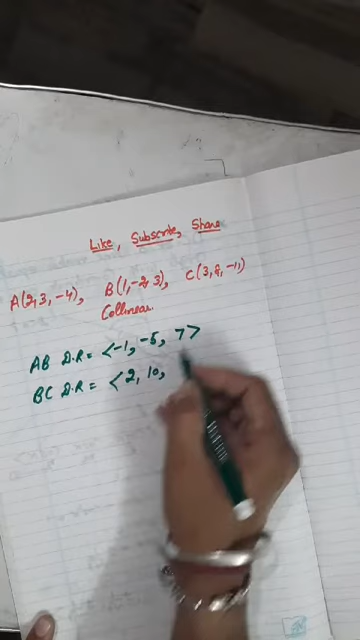 Like, Subscribe, Share
A(2,3,-4), B(1,-2,3), C(3,8,-1)
Collinear.
AB D.R = <-1, -5, 7>
BC D.R = <2, 10,